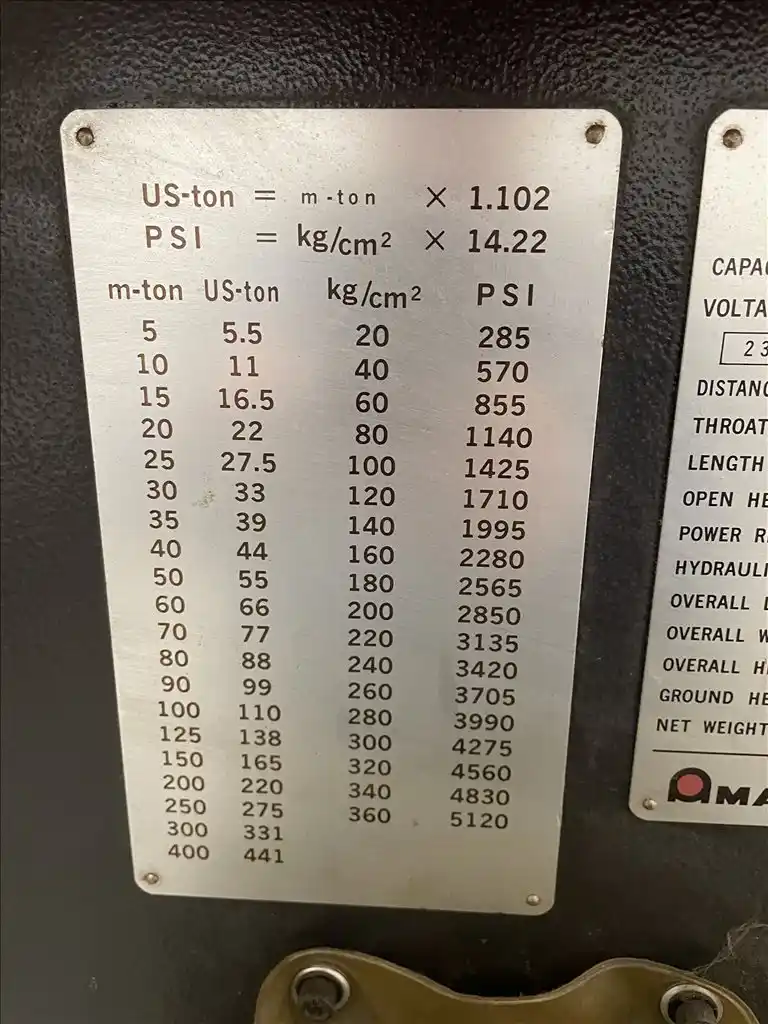 US-ton = m-ton × 1.102
PSI = kg/cm² × 14.22
m-ton US-ton kg/cm² PSI
5 5.5 20 285
10 11 40 570
15 16.5 60 855
20 22 80 1140
25 27.5 100 1425
30 33 120 1710
35 39 140 1995
40 44 160 2280
50 55 180 2565
60 66 200 2850
70 77 220 3135
80 88 240 3420
90 99 260 3705
100 110 280 3990
125 138 300 4275
150 165 320 4560
200 220 340 4830
250 275 360 5120
300 331
400 441
CAPA
VOLTA
23
DISTAN
THROAT
LENGTH
OPEN HE
POWER R
HYDRAULI
OVERALL
OVERALL W
OVERALL H
GROUND HE
NET WEIGHT
AMA